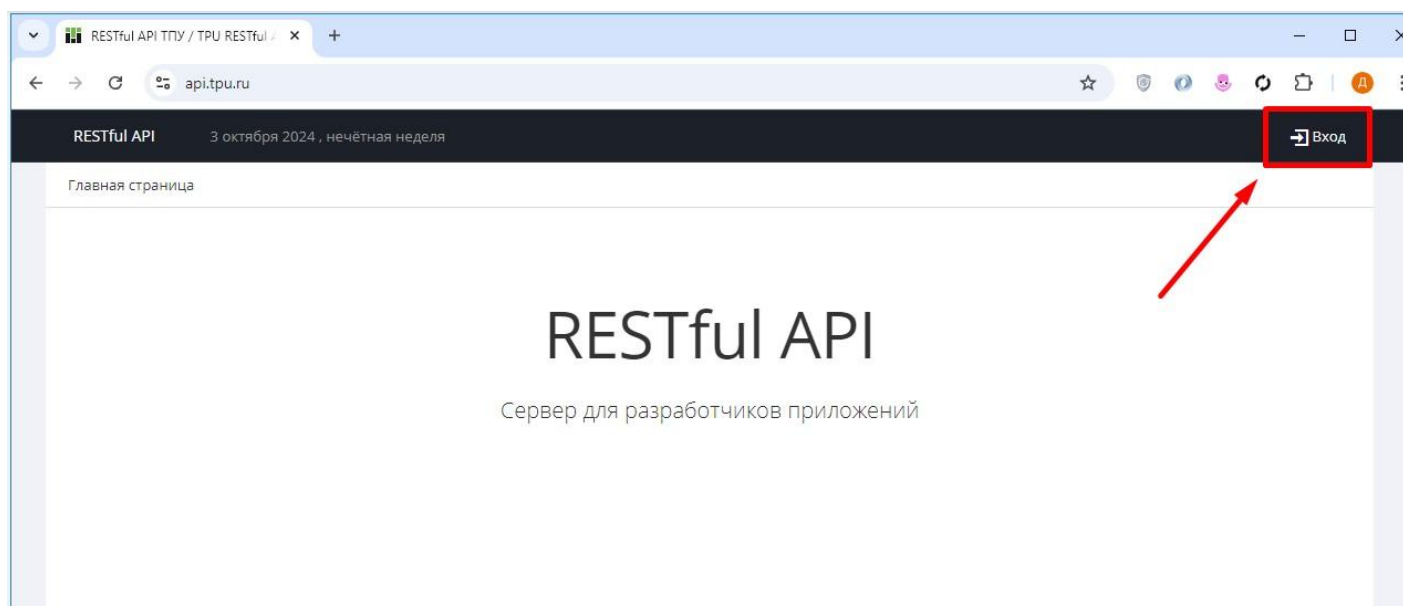 RESTful API ТПУ / TPU RESTful
api.tpu.ru
Д
RESTful API
3 октября 2024 , нечётная неделя
Вход
Главная страница
RESTful API
Сервер для разработчиков приложений